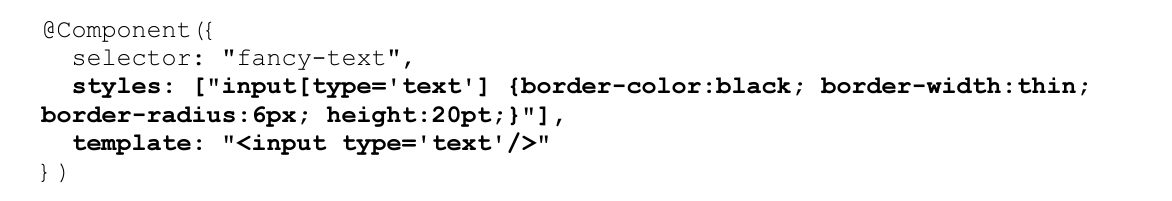 @Component({
  selector: "fancy-text",
  styles: ["input[type='text'] {border-color:black; border-width:thin;
border-radius:6px; height:20pt;}"],
  template: "<input type='text'/>"
})